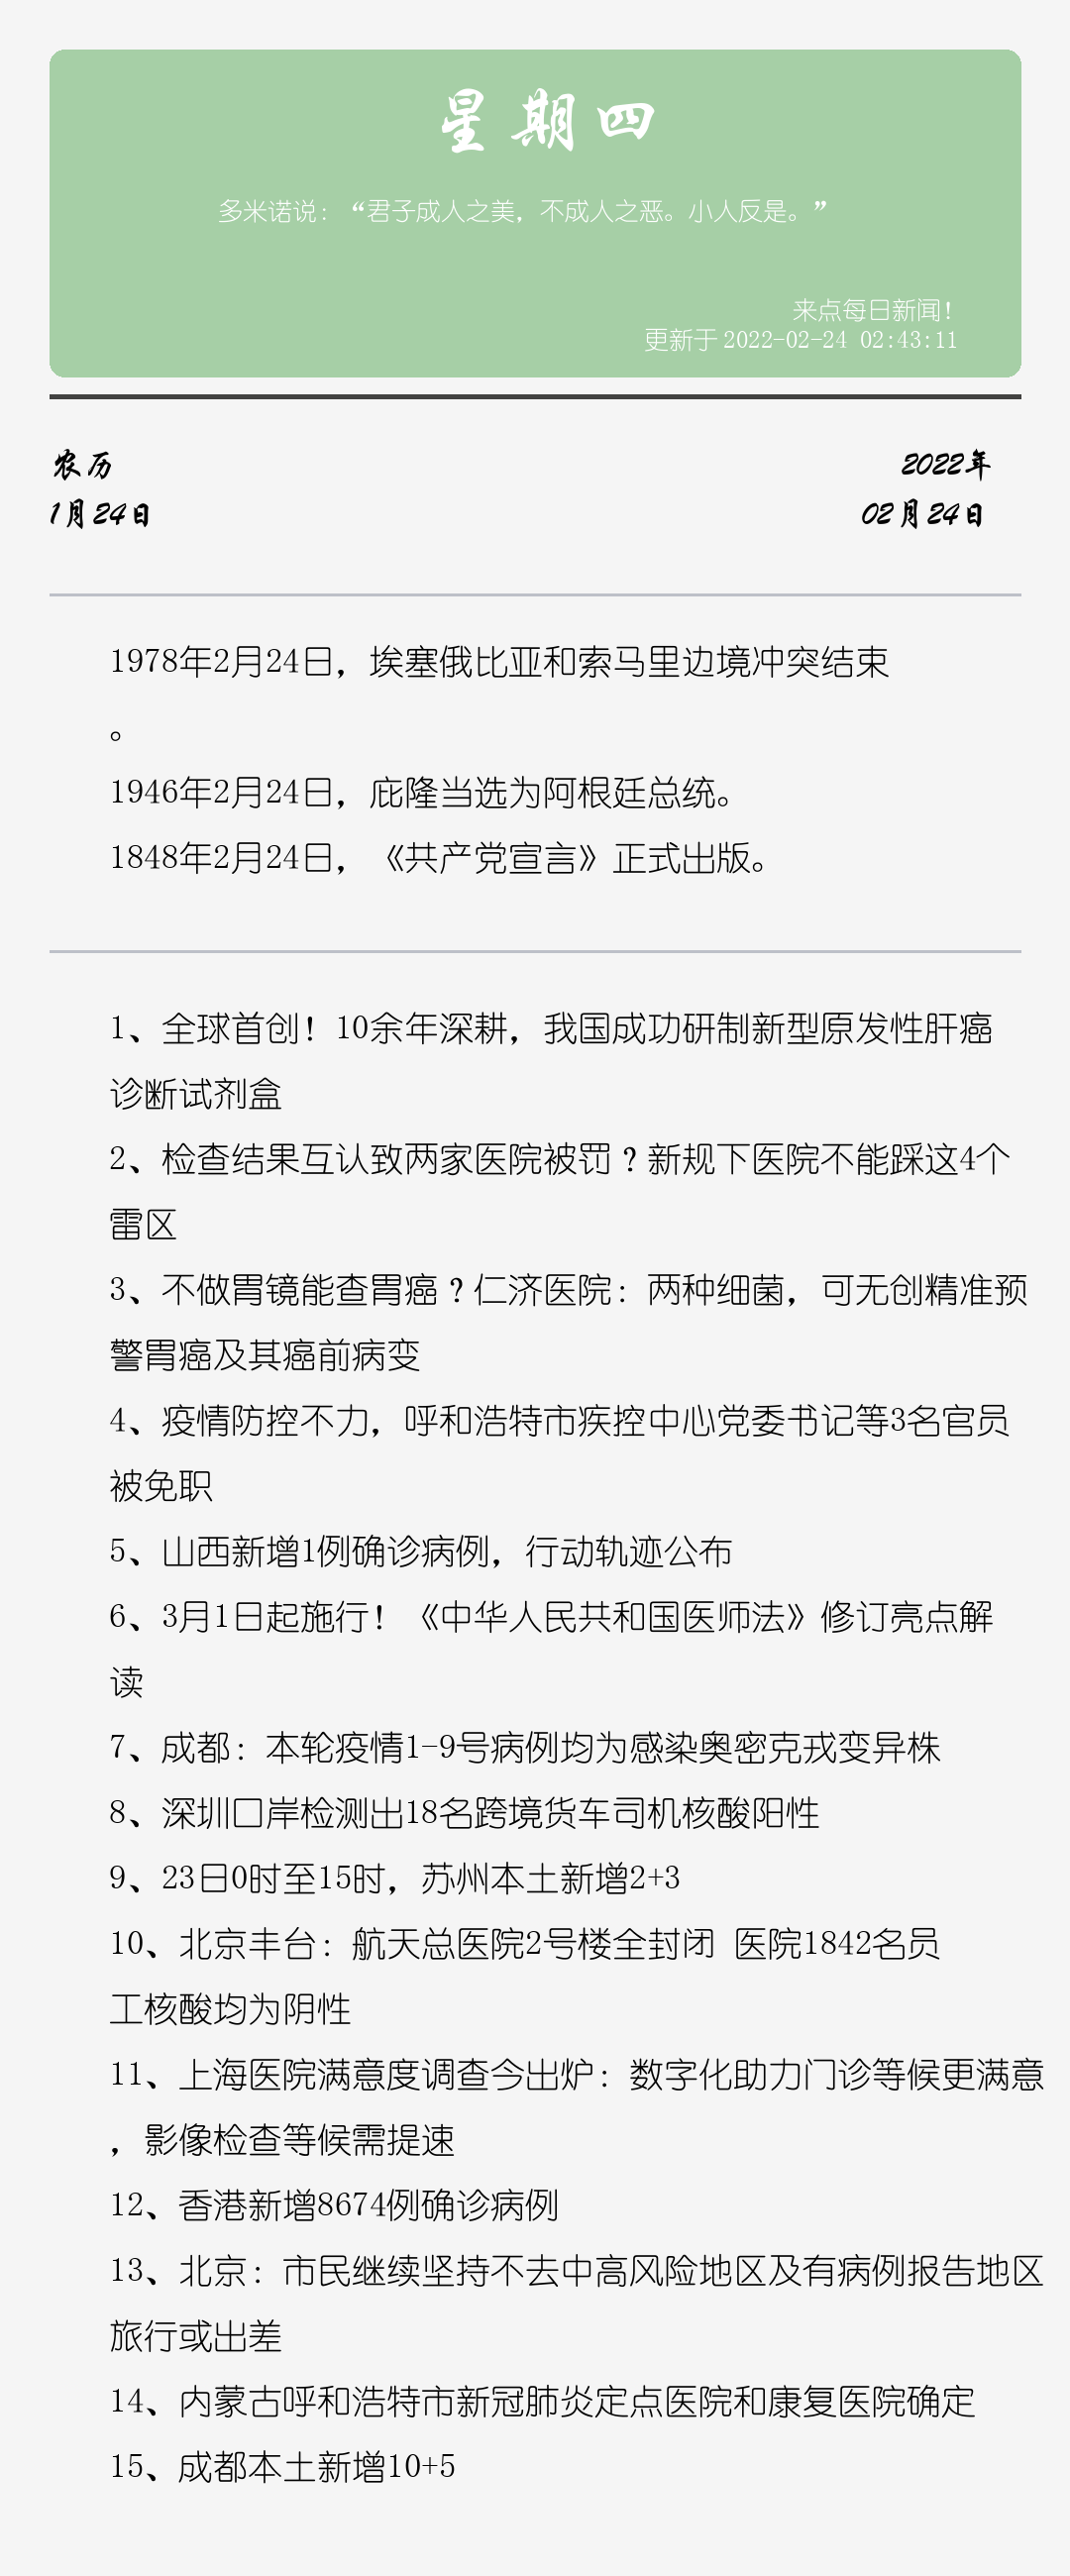 星期四
多米诺说：“君子成人之美，不成人之恶。小人反是。”
来点每日新闻！
更新于 2022-02-24 02:43:11
农历
2022年
1月24日
02月24日
1978年2月24日，埃塞俄比亚和索马里边境冲突结束
。
1946年2月24日，庇隆当选为阿根廷总统。
1848年2月24日，《共产党宣言》正式出版。
1、全球首创！10余年深耕，我国成功研制新型原发性肝癌
诊断试剂盒
2、检查结果互认致两家医院被罚？新规下医院不能踩这4个
雷区
3、不做胃镜能查胃癌？仁济医院：两种细菌，可无创精准预
警胃癌及其癌前病变
4、疫情防控不力，呼和浩特市疾控中心党委书记等3名官员
被免职
5、山西新增1例确诊病例，行动轨迹公布
6、3月1日起施行！《中华人民共和国医师法》修订亮点解
读
7、成都：本轮疫情1-9号病例均为感染奥密克戎变异株
8、深圳口岸检测出18名跨境货车司机核酸阳性
9、23日0时至15时，苏州本土新增2+3
10、北京丰台：航天总医院2号楼全封闭 医院1842名员
工核酸均为阴性
11、上海医院满意度调查今出炉：数字化助力门诊等候更满意
，影像检查等候需提速
12、香港新增8674例确诊病例
13、北京：市民继续坚持不去中高风险地区及有病例报告地区
旅行或出差
14、内蒙古呼和浩特市新冠肺炎定点医院和康复医院确定
15、成都本土新增10+5